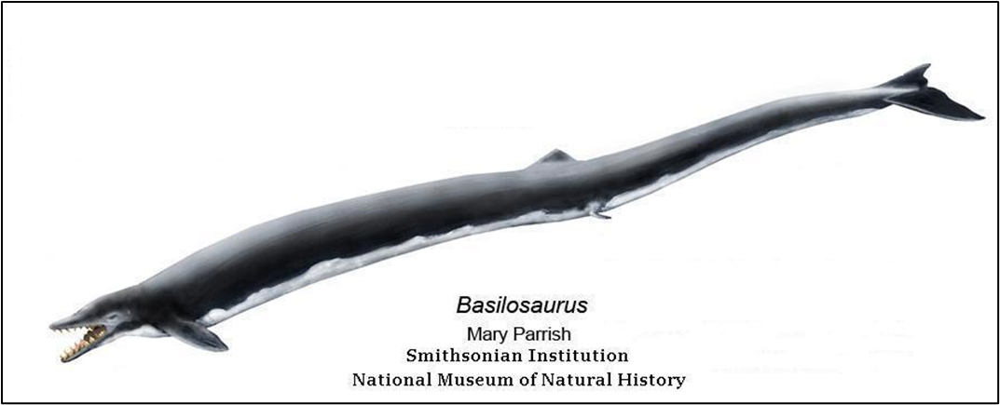 Basilosaurus
Mary Parrish
Smithsonian Institution
National Museum of Natural History